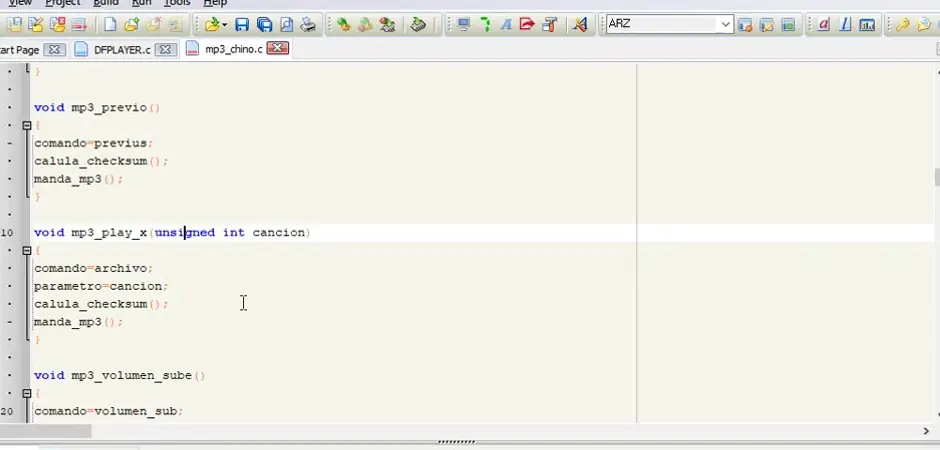 View Project Build Run Tools Help
ARZ
tart Page DFPLAYER.c mp3_chino.c
}
void mp3_previo()
{
comando=previus;
calula_checksum();
manda_mp3();
}
10 void mp3_play_x(unsigned int cancion)
{
comando=archivo;
parametro=cancion;
calula_checksum();
manda_mp3();
}
void mp3_volumen_sube()
{
20 comando=volumen_sub;